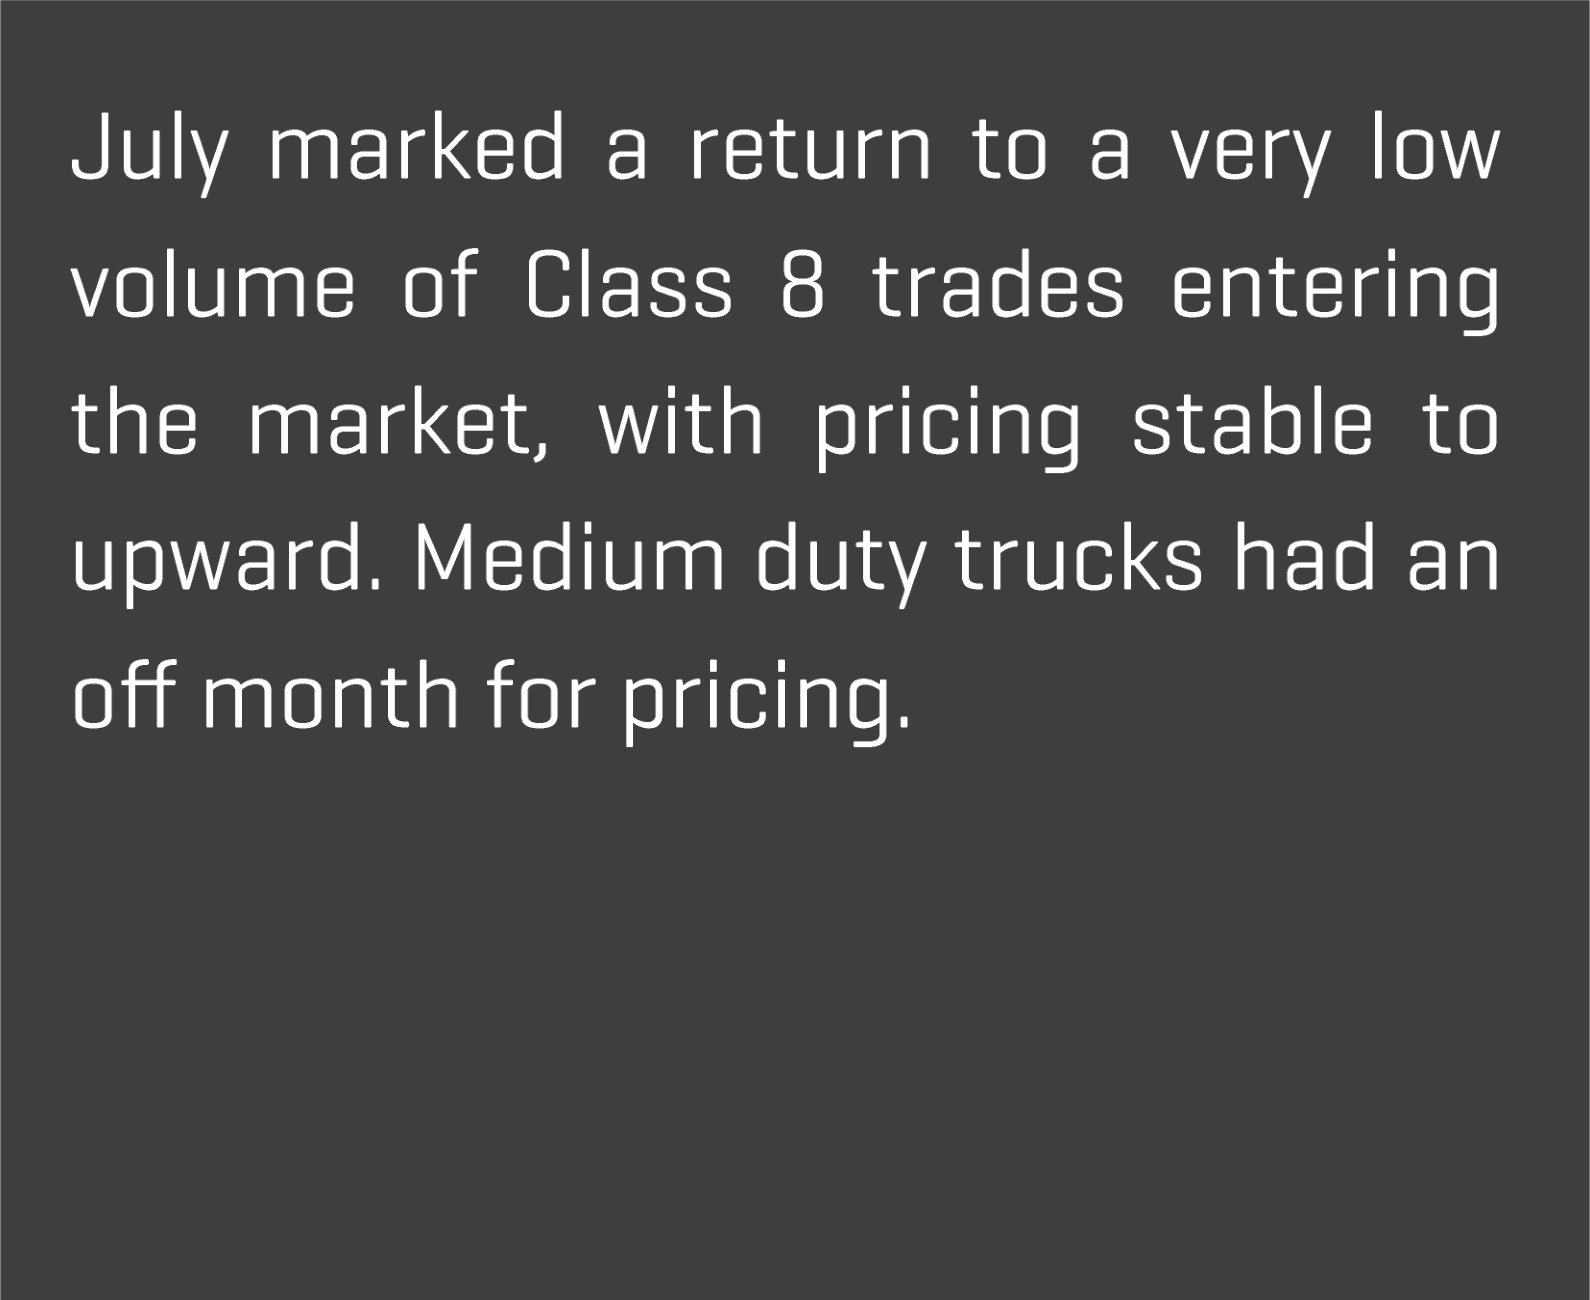 July marked a return to a very low
volume of Class 8 trades entering
the market, with pricing stable to
upward. Medium duty trucks had an
off month for pricing.